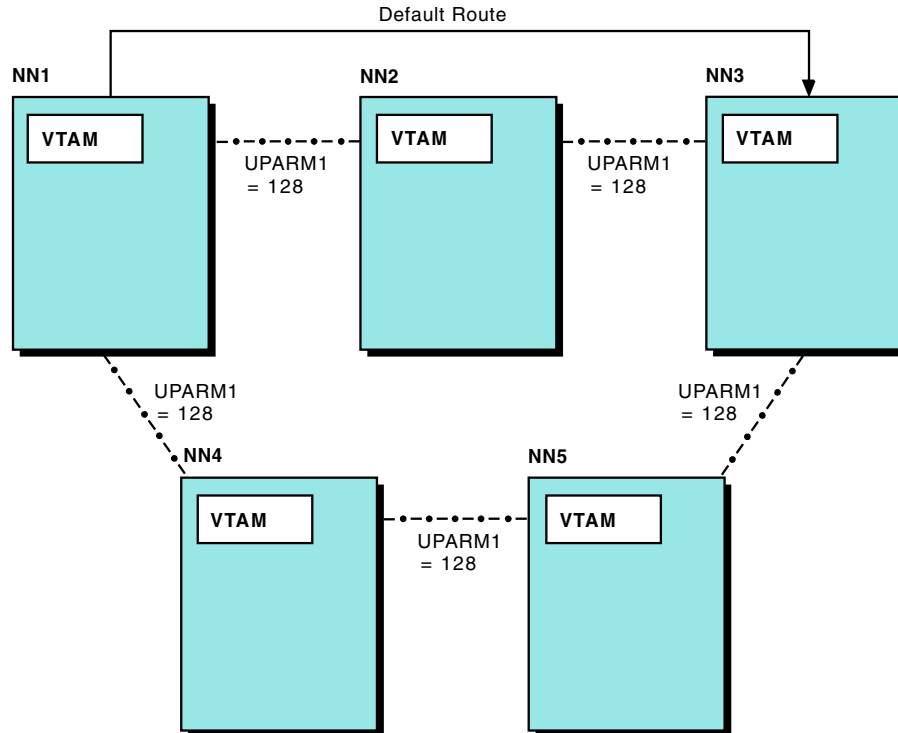 Default Route
NN1
NN2
NN3
VTAM
VTAM
VTAM
UPARM1
= 128
UPARM1
= 128
UPARM1
= 128
UPARM1
= 128
NN4
NN5
VTAM
VTAM
UPARM1
= 128